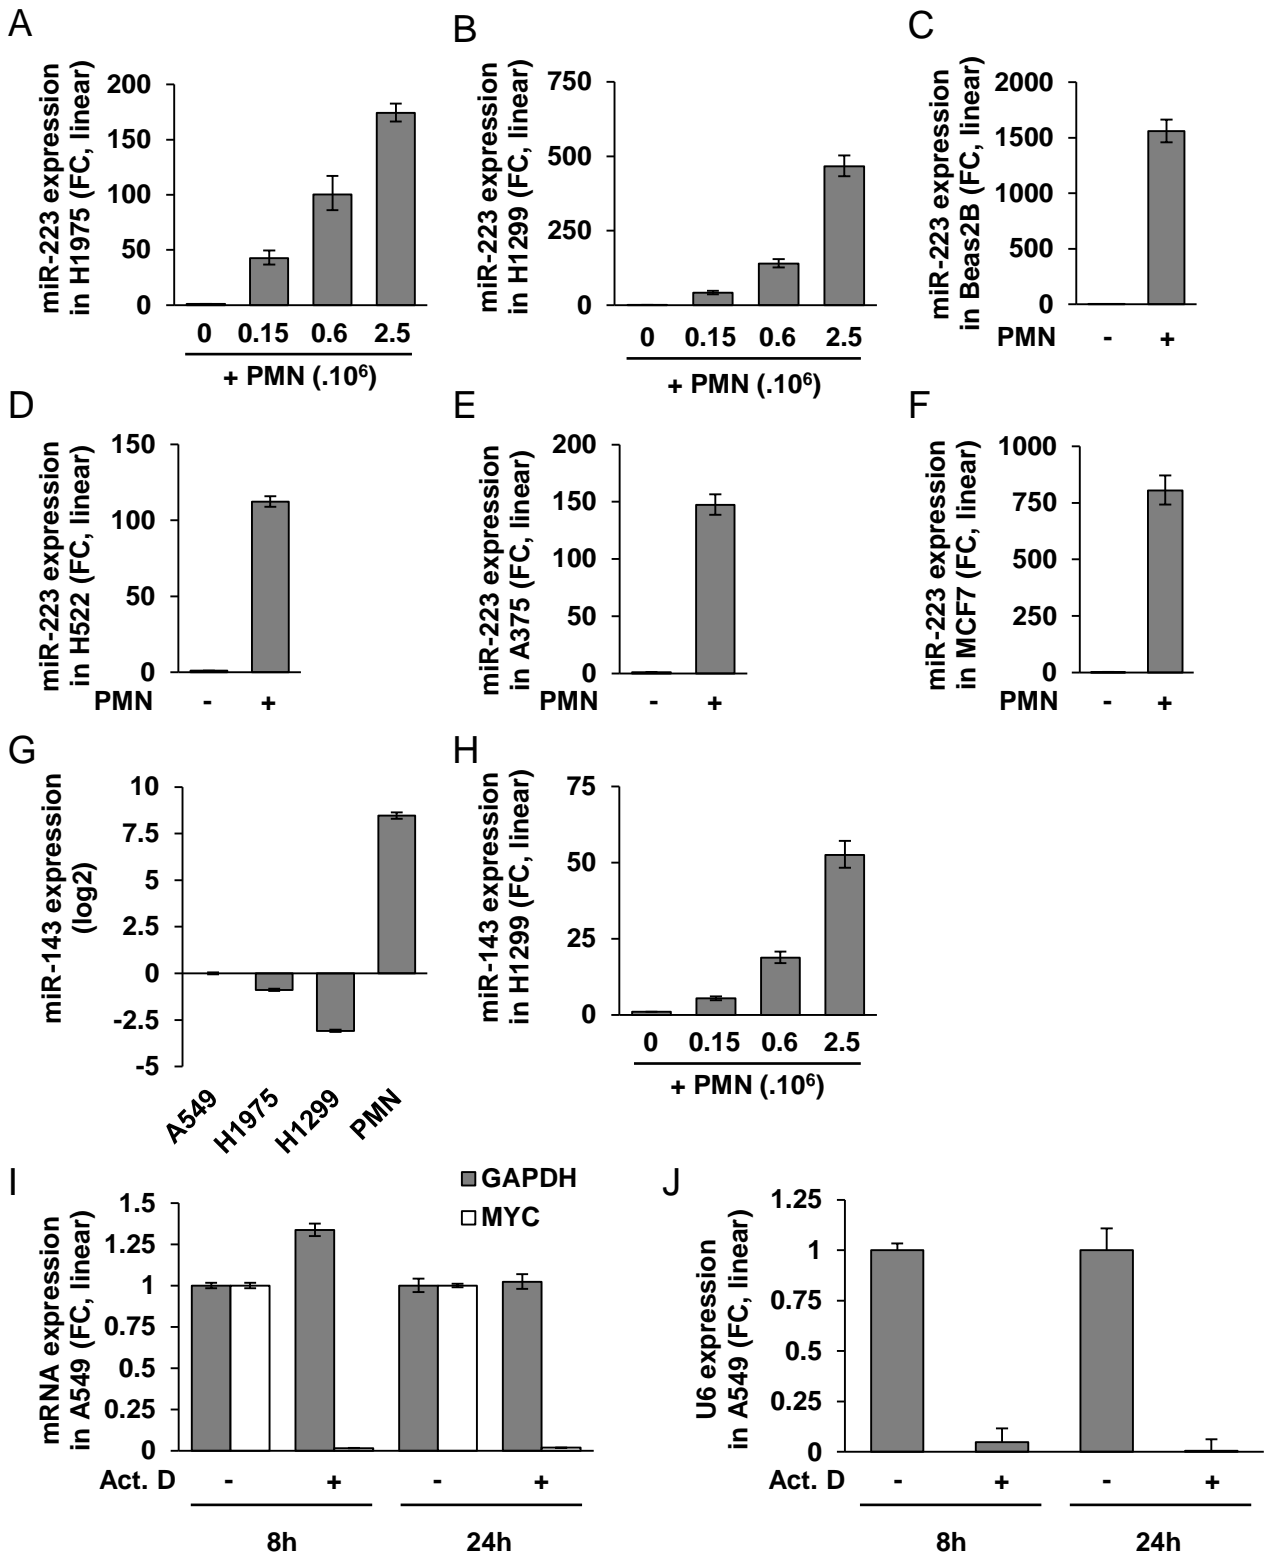 A
miR-223 expression
in H1975 (FC, linear)
200
150
100
50
0
0 0.15 0.6 2.5
+ PMN (.10⁶)
B
miR-223 expression
in H1299 (FC, linear)
750
500
250
0
0 0.15 0.6 2.5
+ PMN (.10⁶)
C
miR-223 expression
in Beas2B (FC, linear)
2000
1500
1000
500
0
PMN - +
D
miR-223 expression
in H522 (FC, linear)
150
100
50
0
PMN - +
E
miR-223 expression
in A375 (FC, linear)
200
150
100
50
0
PMN - +
F
miR-223 expression
in MCF7 (FC, linear)
1000
750
500
250
0
PMN - +
G
miR-143 expression
(log2)
10
7.5
5
2.5
0
-2.5
-5
A549 H1975 H1299 PMN
H
miR-143 expression
in H1299 (FC, linear)
75
50
25
0
0 0.15 0.6 2.5
+ PMN (.10⁶)
I
mRNA expression
in A549 (FC, linear)
GAPDH
MYC
1.5
1.25
1
0.75
0.5
0.25
0
Act. D - + - +
8h 24h
J
U6 expression
in A549 (FC, linear)
1.25
1
0.75
0.5
0.25
0
Act. D - + - +
8h 24h